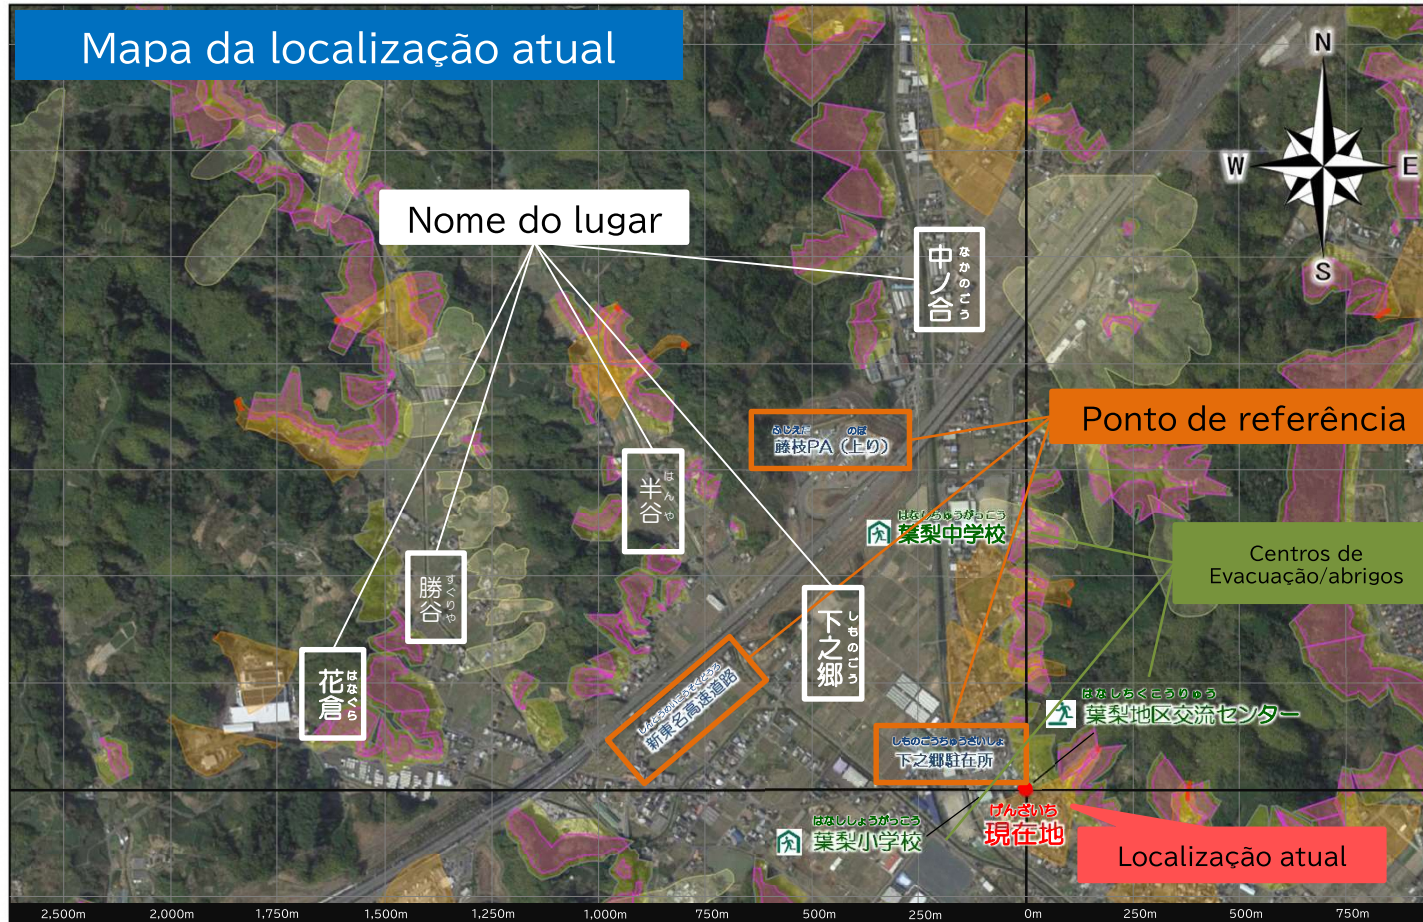 Mapa da localização atual
N
W
E
S
Nome do lugar
中ノ合
なかのごう
Ponto de referência
ふじえだ のぼ
藤枝PA（上り）
半谷
はんや
はなしちゅうがっこう
葉梨中学校
Centros de
Evacuação/abrigos
勝谷
すぐりや
下之郷
しものごう
花倉
はなぐら
しんとうめいこうそくどうろ
新東名高速道路
はなしちくこうりゅう
葉梨地区交流センター
しものごうちゅうざいしょ
下之郷駐在所
はなししょうがっこう
葉梨小学校
げんざいち
現在地
Localização atual
2,500m 2,000m 1,750m 1,500m 1,250m 1,000m 750m 500m 250m 0m 250m 500m 750m